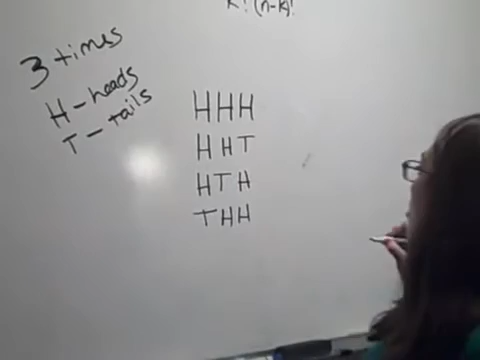 k! (n-k)!
3 times
H - heads
T - tails
HHH
HHT
HTH
THH